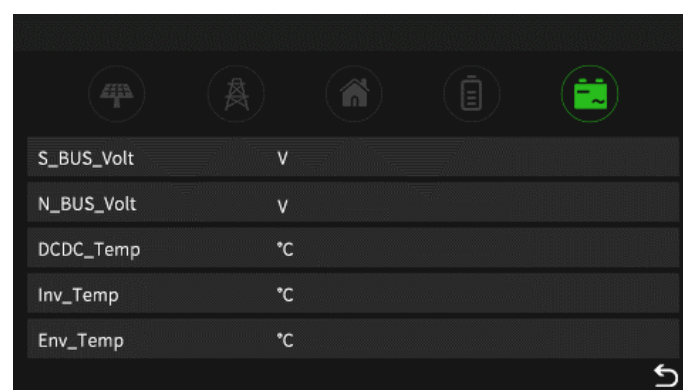 S_BUS_Volt V
N_BUS_Volt V
DCDC_Temp °C
Inv_Temp °C
Env_Temp °C